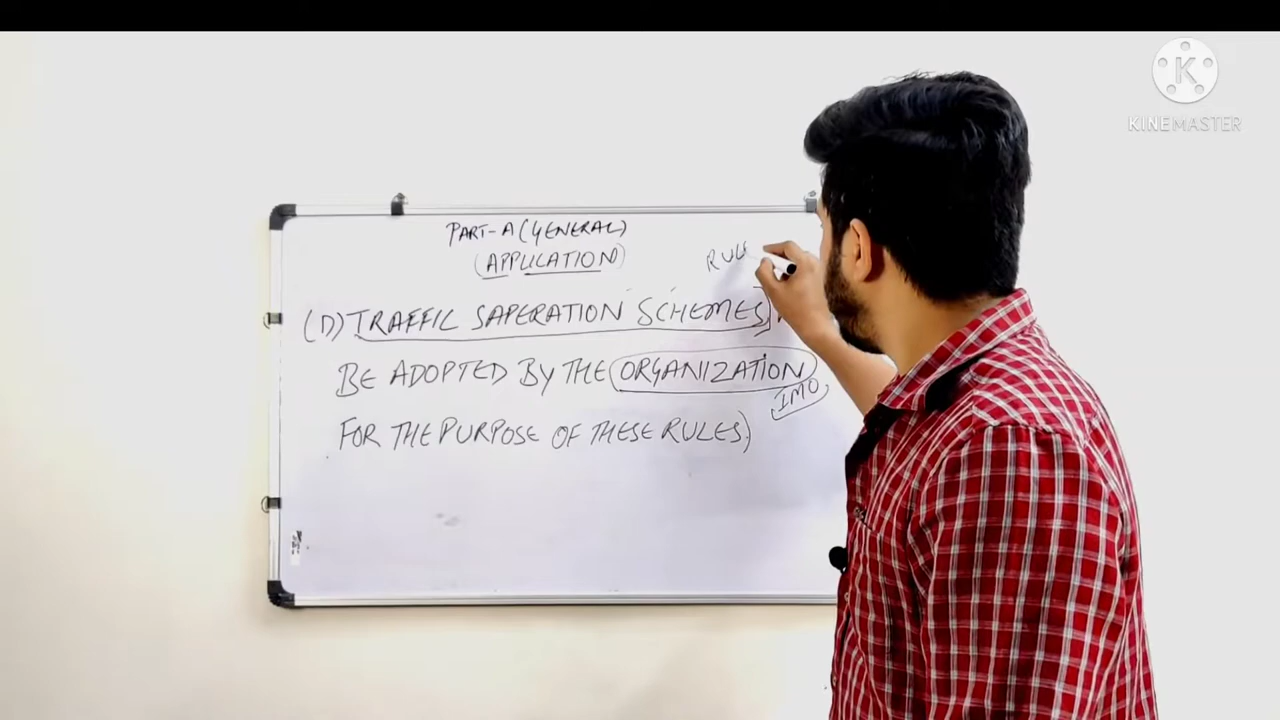 PART-A (GENERAL)
(APPLICATION)
RULE
(D) TRAFFIC SAPERATION SCHEMES
BE ADOPTED BY THE ORGANIZATION
IMO
FOR THE PURPOSE OF THESE RULES)
K
KINEMASTER